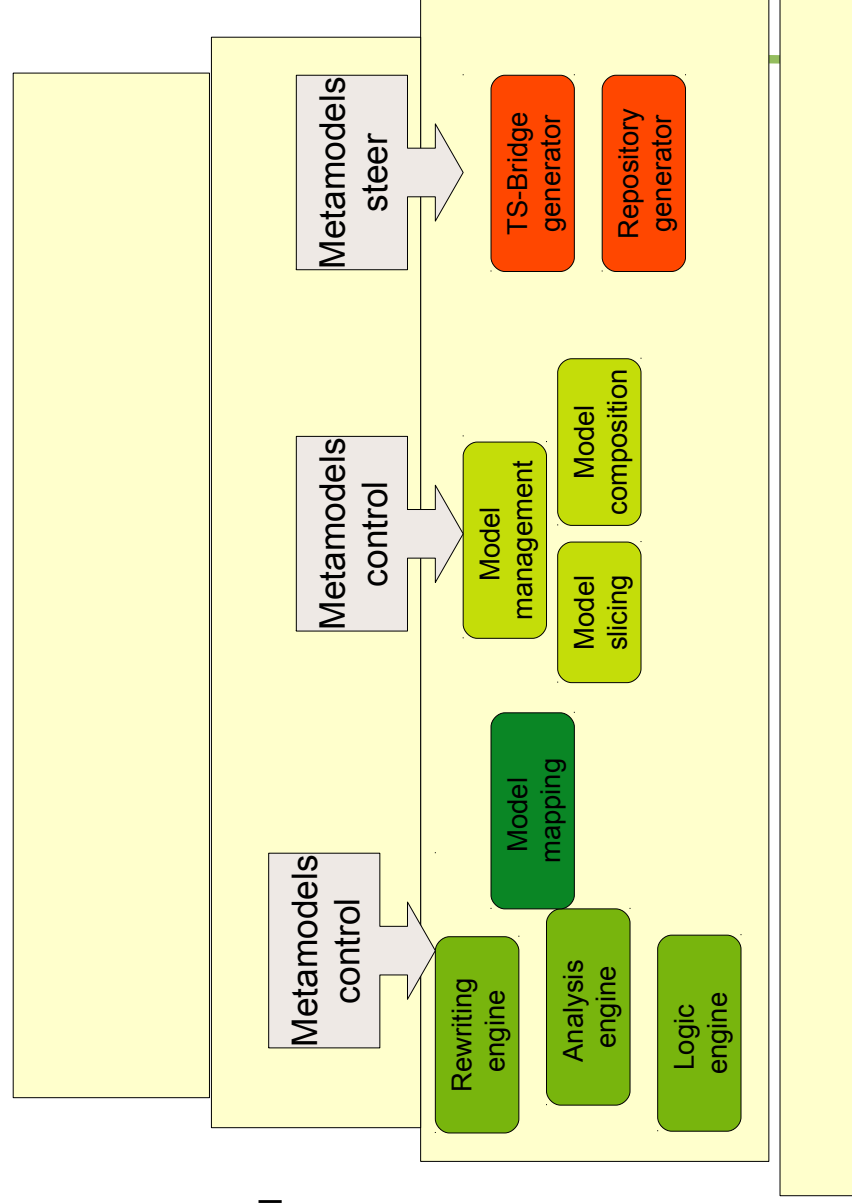 Metamodels
control
Metamodels
control
Metamodels
steer
Rewriting
engine
Analysis
engine
Logic
engine
Model
mapping
Model
management
Model
slicing
Model
composition
TS-Bridge
generator
Repository
generator